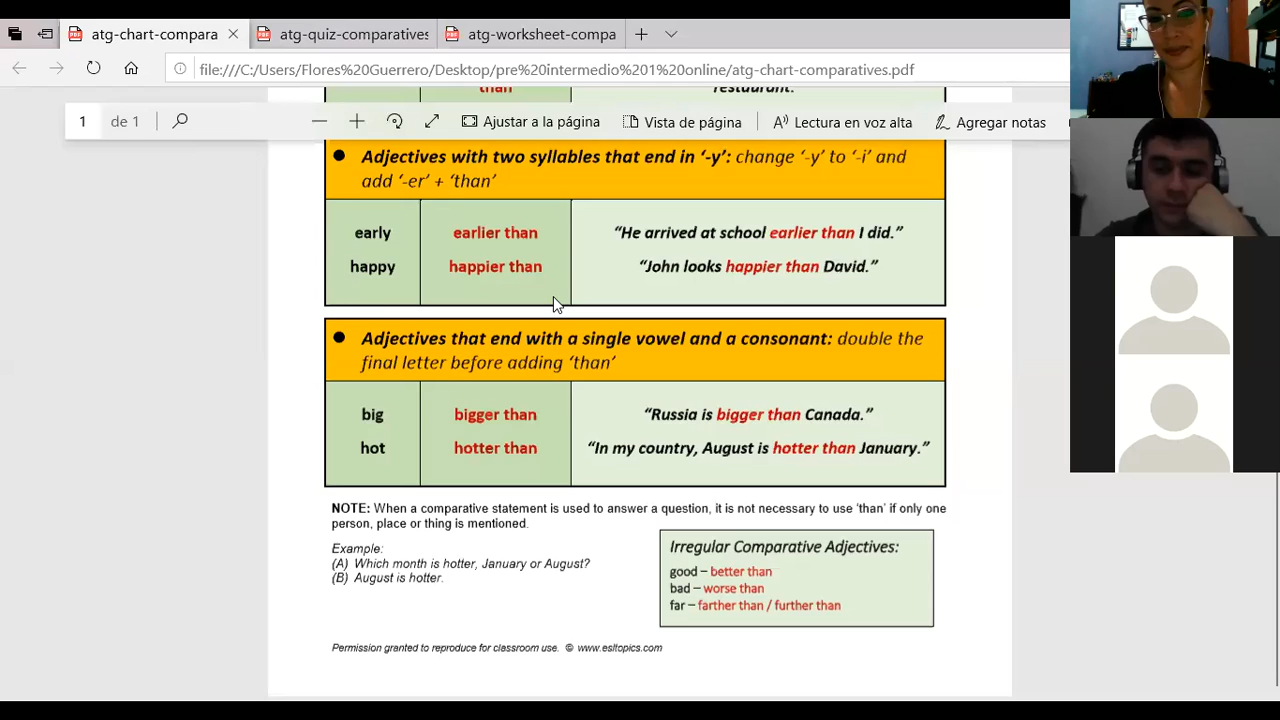 atg-chart-compara
atg-quiz-comparatives
atg-worksheet-compa
file:///C:/Users/Flores%20Guerrero/Desktop/pre%20intermedio%201%20online/atg-chart-comparatives.pdf
than
restaurant.
1 de 1
Ajustar a la página
Vista de página
Lectura en voz alta
Agregar notas
● Adjectives with two syllables that end in ‘-y’: change ‘-y’ to ‘-i’ and
add ‘-er’ + ‘than’
early earlier than “He arrived at school earlier than I did.”
happy happier than “John looks happier than David.”
● Adjectives that end with a single vowel and a consonant: double the
final letter before adding ‘than’
big bigger than “Russia is bigger than Canada.”
hot hotter than “In my country, August is hotter than January.”
NOTE: When a comparative statement is used to answer a question, it is not necessary to use ‘than’ if only one
person, place or thing is mentioned.
Example:
(A) Which month is hotter, January or August?
(B) August is hotter.
Irregular Comparative Adjectives:
good – better than
bad – worse than
far – farther than / further than
Permission granted to reproduce for classroom use. © www.esltopics.com